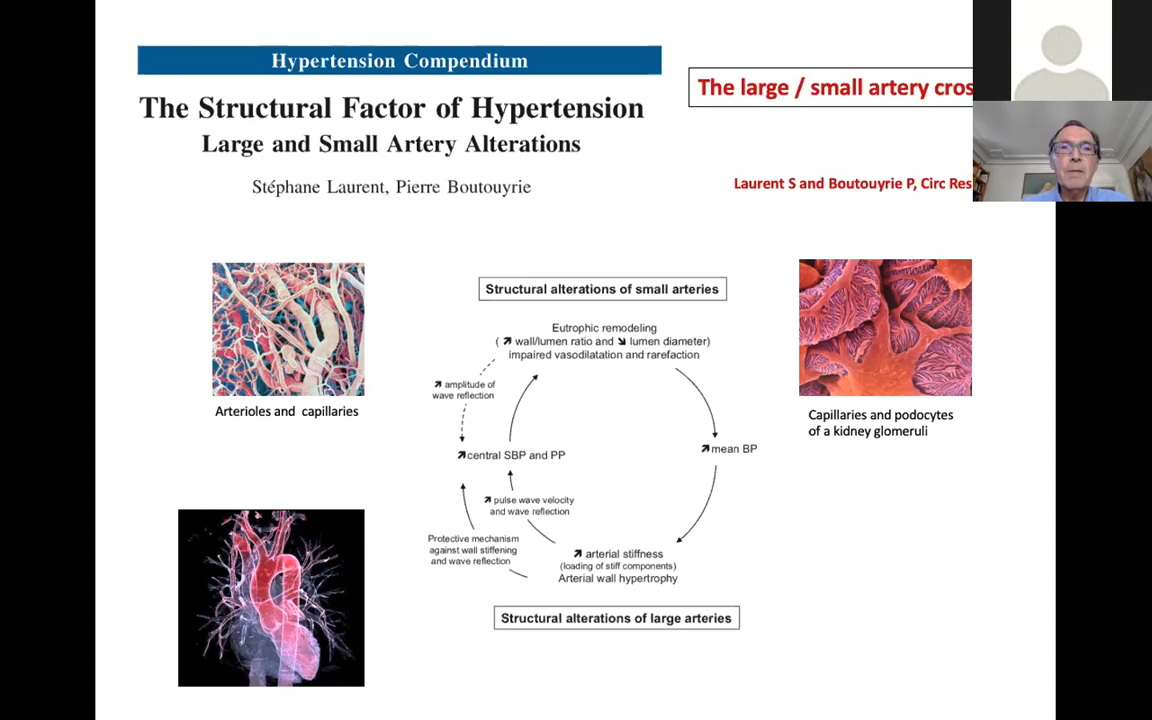 Hypertension Compendium
The Structural Factor of Hypertension
Large and Small Artery Alterations
Stéphane Laurent, Pierre Boutouyrie
The large / small artery cros
Laurent S and Boutouyrie P, Circ Res
Structural alterations of small arteries
Eutrophic remodeling
( ↗ wall/lumen ratio and ↘ lumen diameter)
impaired vasodilatation and rarefaction
↗ amplitude of
wave reflection
Arterioles and capillaries
Capillaries and podocytes
of a kidney glomeruli
↗ central SBP and PP
↗ mean BP
↗ pulse wave velocity
and wave reflection
Protective mechanism
against wall stiffening
and wave reflection
↗ arterial stiffness
(loading of stiff components)
Arterial wall hypertrophy
Structural alterations of large arteries